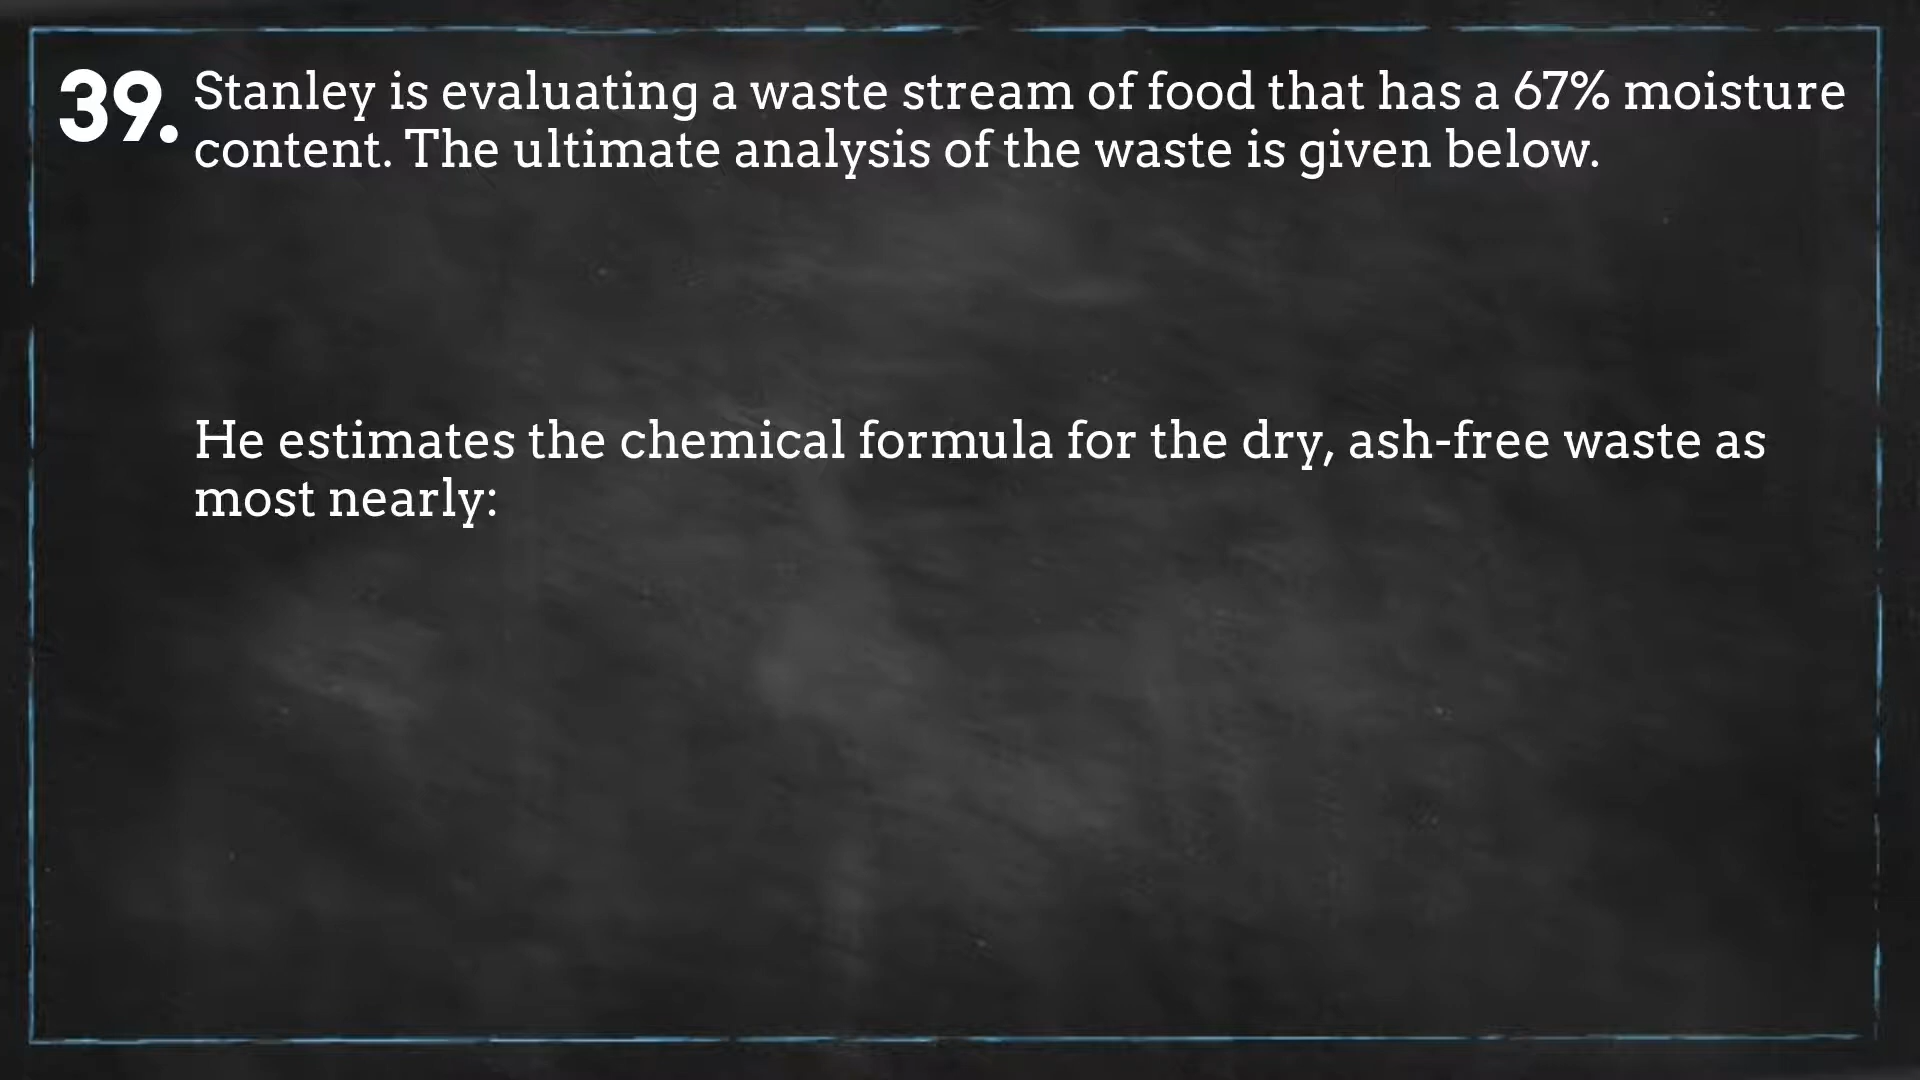 39. Stanley is evaluating a waste stream of food that has a 67% moisture
content. The ultimate analysis of the waste is given below.
He estimates the chemical formula for the dry, ash-free waste as
most nearly: